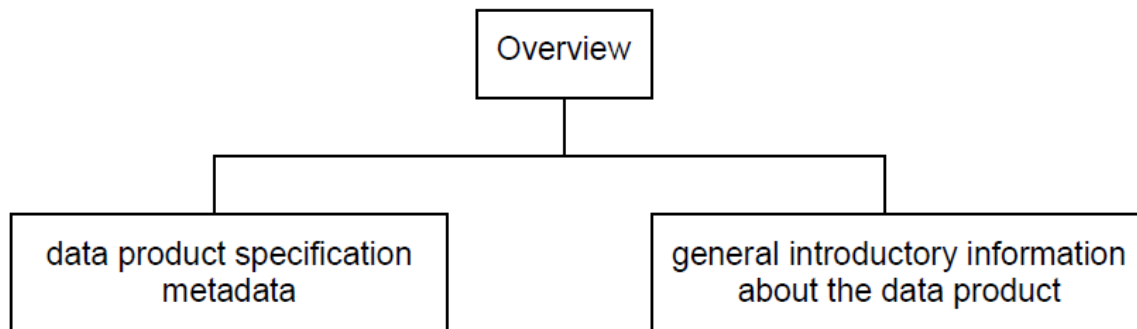 Overview
data product specification
metadata
general introductory information
about the data product